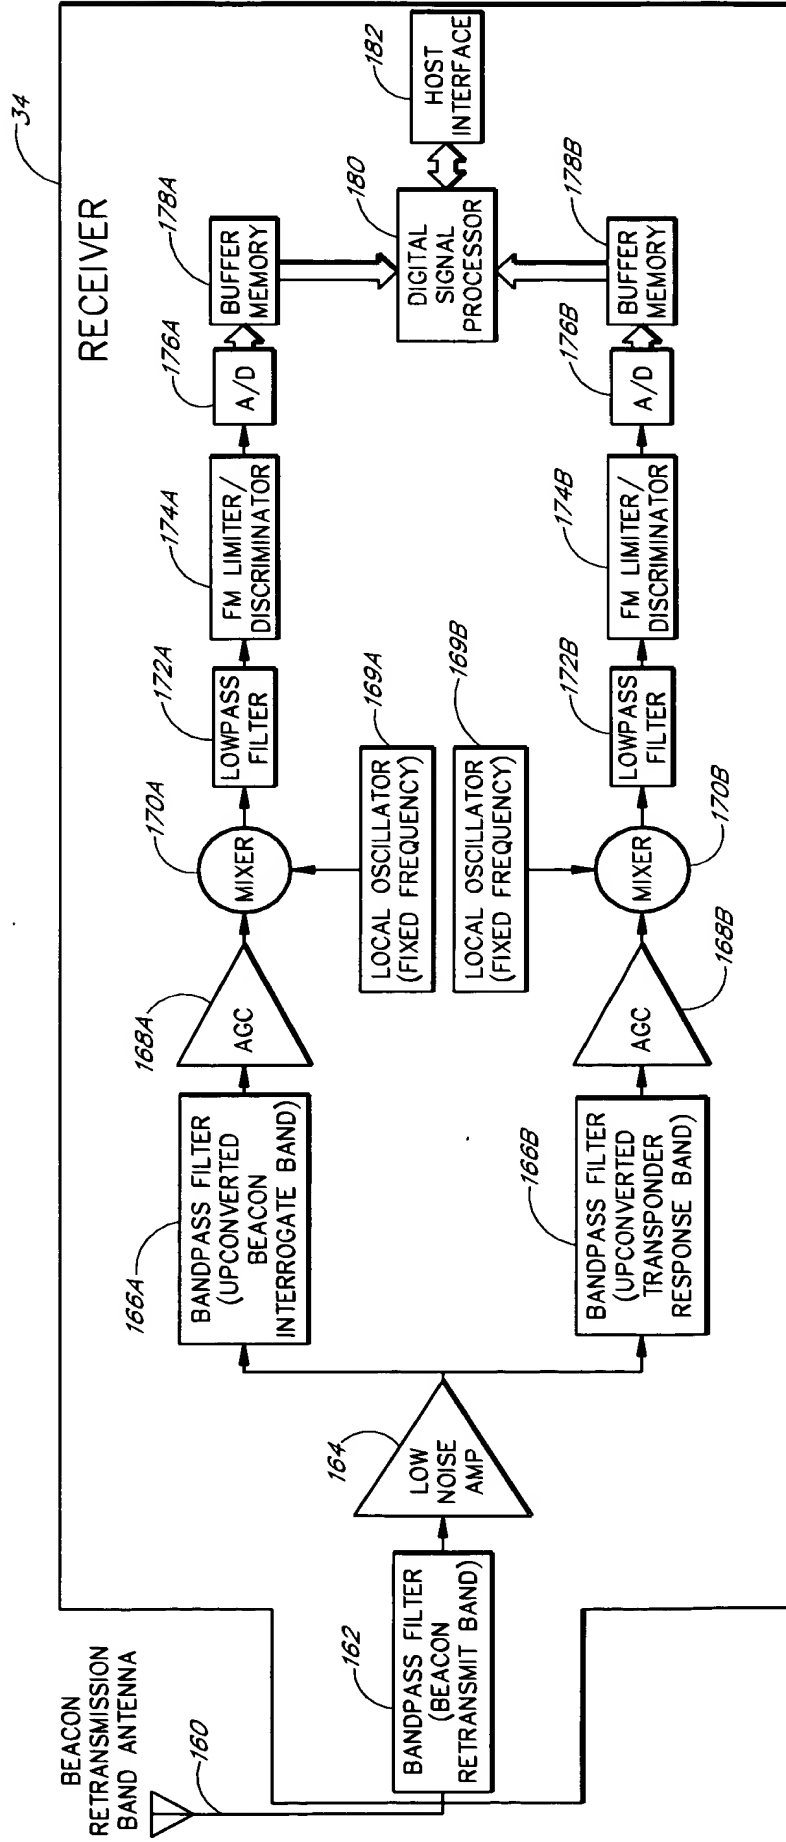 BEACON
RETRANSMISSION
BAND ANTENNA
160
34
RECEIVER
162
BANDPASS FILTER
(BEACON
RETRANSMIT BAND)
164
LOW
NOISE
AMP
166A
BANDPASS FILTER
(UPCONVERTED
BEACON
INTERROGATE BAND)
168A
AGC
170A
MIXER
172A
LOWPASS
FILTER
174A
FM LIMITER/
DISCRIMINATOR
176A
A/D
178A
BUFFER
MEMORY
LOCAL OSCILLATOR
(FIXED FREQUENCY)
169A
LOCAL OSCILLATOR
(FIXED FREQUENCY)
169B
180
DIGITAL
SIGNAL
PROCESSOR
182
HOST
INTERFACE
166B
BANDPASS FILTER
(UPCONVERTED
TRANSPONDER
RESPONSE BAND)
168B
AGC
170B
MIXER
172B
LOWPASS
FILTER
174B
FM LIMITER/
DISCRIMINATOR
176B
A/D
178B
BUFFER
MEMORY